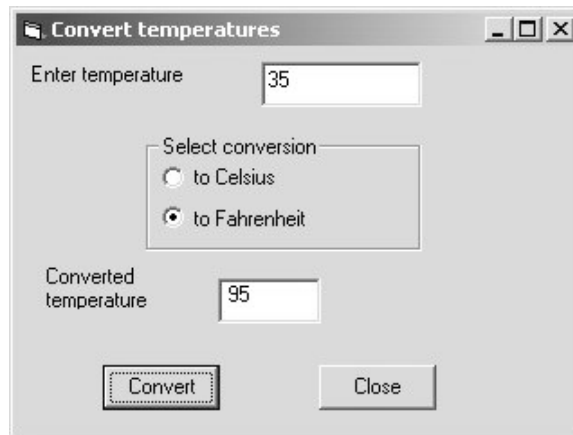 Convert temperatures
Enter temperature
35
Select conversion
to Celsius
to Fahrenheit
Converted
temperature
95
Convert
Close